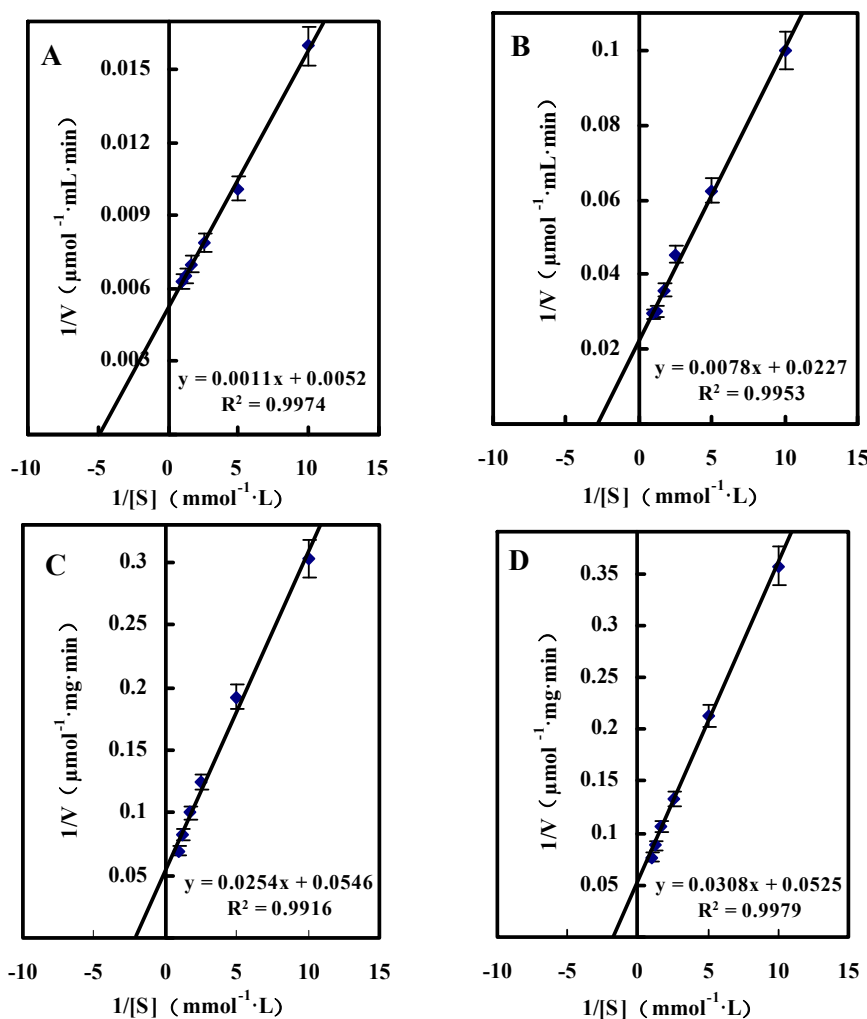 A
1/V（μmol⁻¹·mL·min）
0.015
0.012
0.009
0.006
0.003
y = 0.0011x + 0.0052
R² = 0.9974
-10 -5 0 5 10 15
1/[S]（mmol⁻¹·L）
B
1/V（μmol⁻¹·mL·min）
0.1
0.08
0.06
0.04
0.02
y = 0.0078x + 0.0227
R² = 0.9953
-10 -5 0 5 10 15
1/[S]（mmol⁻¹·L）
C
1/V（μmol⁻¹·mg·min）
0.3
0.25
0.2
0.15
0.1
0.05
y = 0.0254x + 0.0546
R² = 0.9916
-10 -5 0 5 10 15
1/[S]（mmol⁻¹·L）
D
1/V（μmol⁻¹·mg·min）
0.35
0.3
0.25
0.2
0.15
0.1
0.05
y = 0.0308x + 0.0525
R² = 0.9979
-10 -5 0 5 10 15
1/[S]（mmol⁻¹·L）